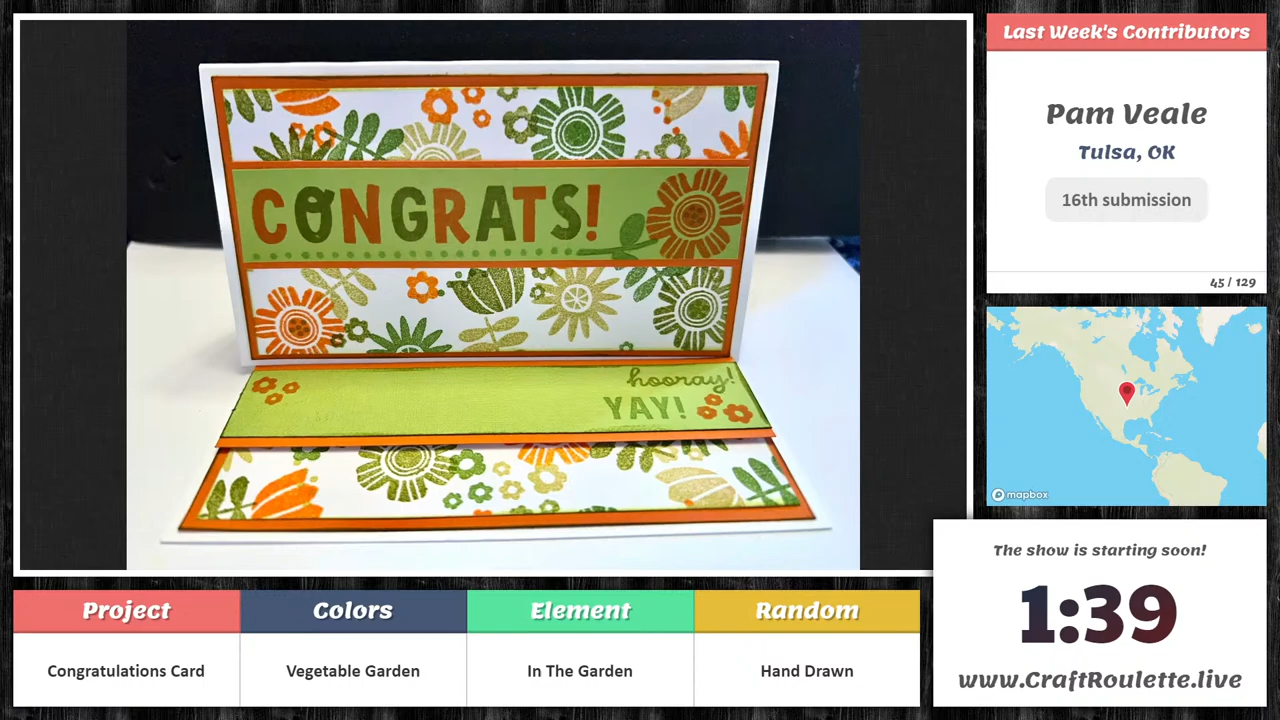 CONGRATS!
hooray!
YAY!
Last Week's Contributors
Pam Veale
Tulsa, OK
16th submission
45 / 129
mapbox
The show is starting soon!
1:39
www.CraftRoulette.live
Project
Colors
Element
Random
Congratulations Card
Vegetable Garden
In The Garden
Hand Drawn